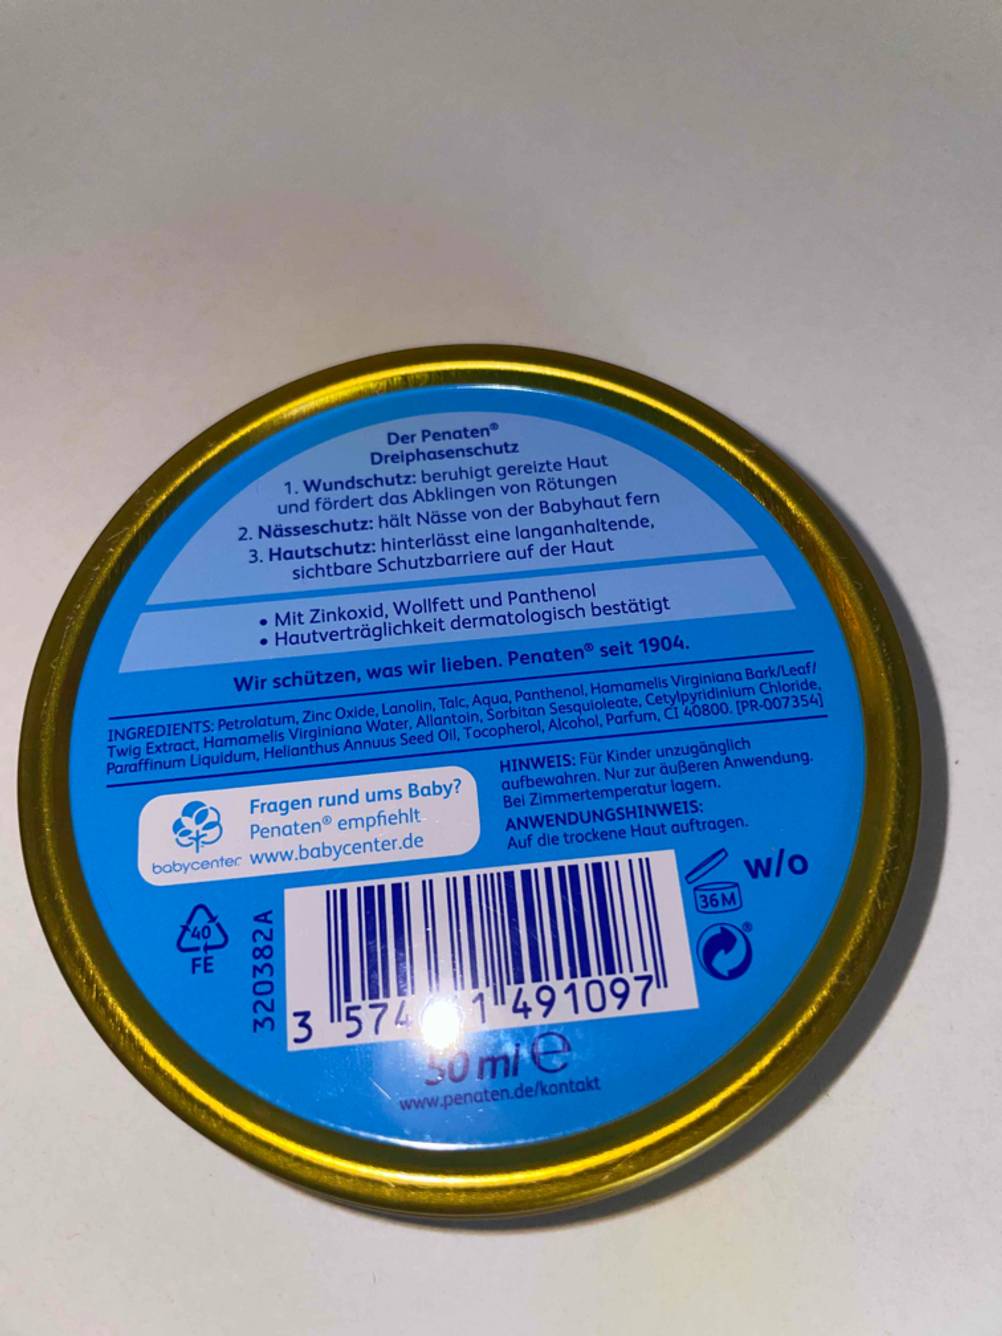 Der Penaten®
Dreiphasenschutz
1. Wundschutz: beruhigt gereizte Haut
und fördert das Abklingen von Rötungen
2. Nässeschutz: hält Nässe von der Babyhaut fern
3. Hautschutz: hinterlässt eine langanhaltende,
sichtbare Schutzbarriere auf der Haut
• Mit Zinkoxid, Wollfett und Panthenol
• Hautverträglichkeit dermatologisch bestätigt
Wir schützen, was wir lieben. Penaten® seit 1904.
INGREDIENTS: Petrolatum, Zinc Oxide, Lanolin, Talc, Aqua, Panthenol, Hamamelis Virginiana Bark/Leaf/
Twig Extract, Hamamelis Virginiana Water, Allantoin, Sorbitan Sesquioleate, Cetylpyridinium Chloride,
Paraffinum Liquidum, Helianthus Annuus Seed Oil, Tocopherol, Alcohol, Parfum, CI 40800. [PR-007354]
Fragen rund ums Baby?
Penaten® empfiehlt
babycenter. www.babycenter.de
HINWEIS: Für Kinder unzugänglich
aufbewahren. Nur zur äußeren Anwendung.
Bei Zimmertemperatur lagern.
ANWENDUNGSHINWEIS:
Auf die trockene Haut auftragen.
36M
w/o
40
FE
320382A
3 574 1 491097
50 ml e
www.penaten.de/kontakt